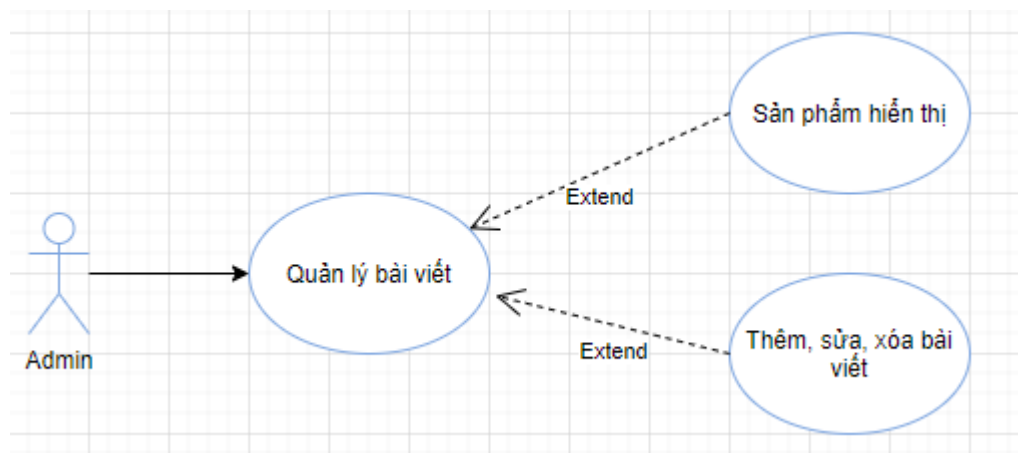 Sản phẩm hiển thị
Extend
Quản lý bài viết
Extend
Thêm, sửa, xóa bài
viết
Admin